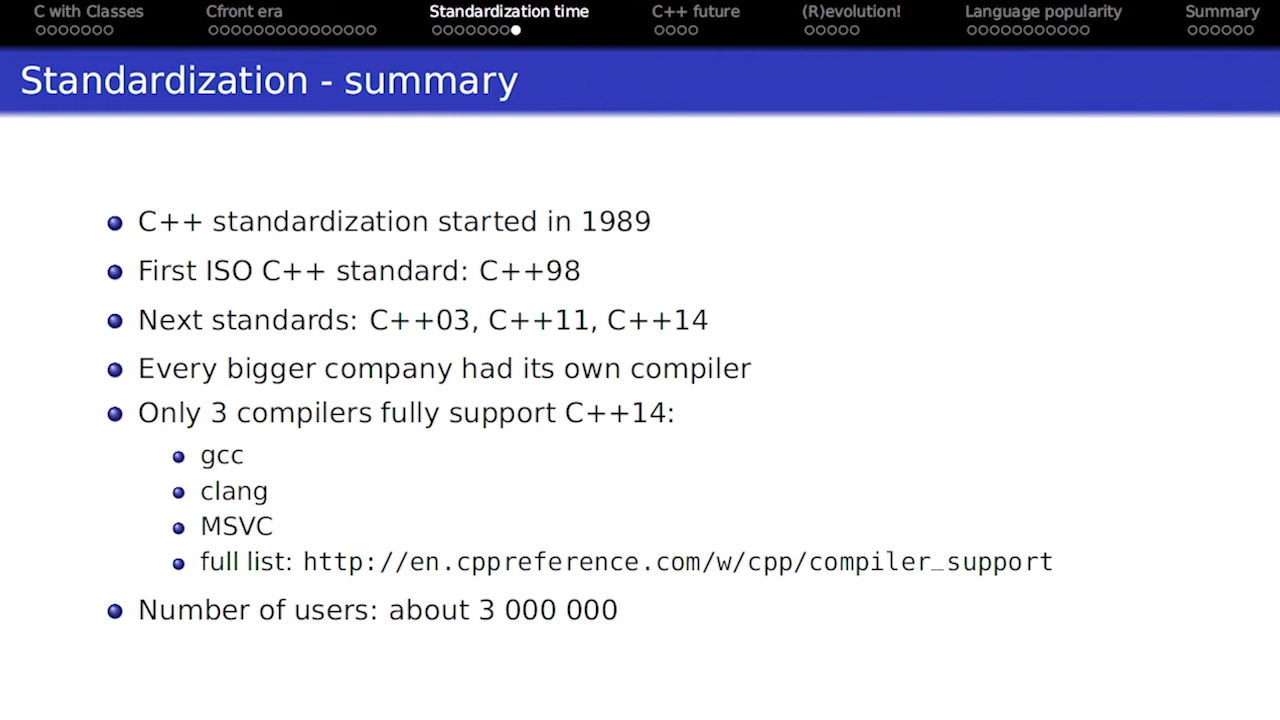 C with Classes Cfront era Standardization time C++ future (R)evolution! Language popularity Summary
Standardization - summary
C++ standardization started in 1989
First ISO C++ standard: C++98
Next standards: C++03, C++11, C++14
Every bigger company had its own compiler
Only 3 compilers fully support C++14:
gcc
clang
MSVC
full list: http://en.cppreference.com/w/cpp/compiler_support
Number of users: about 3 000 000